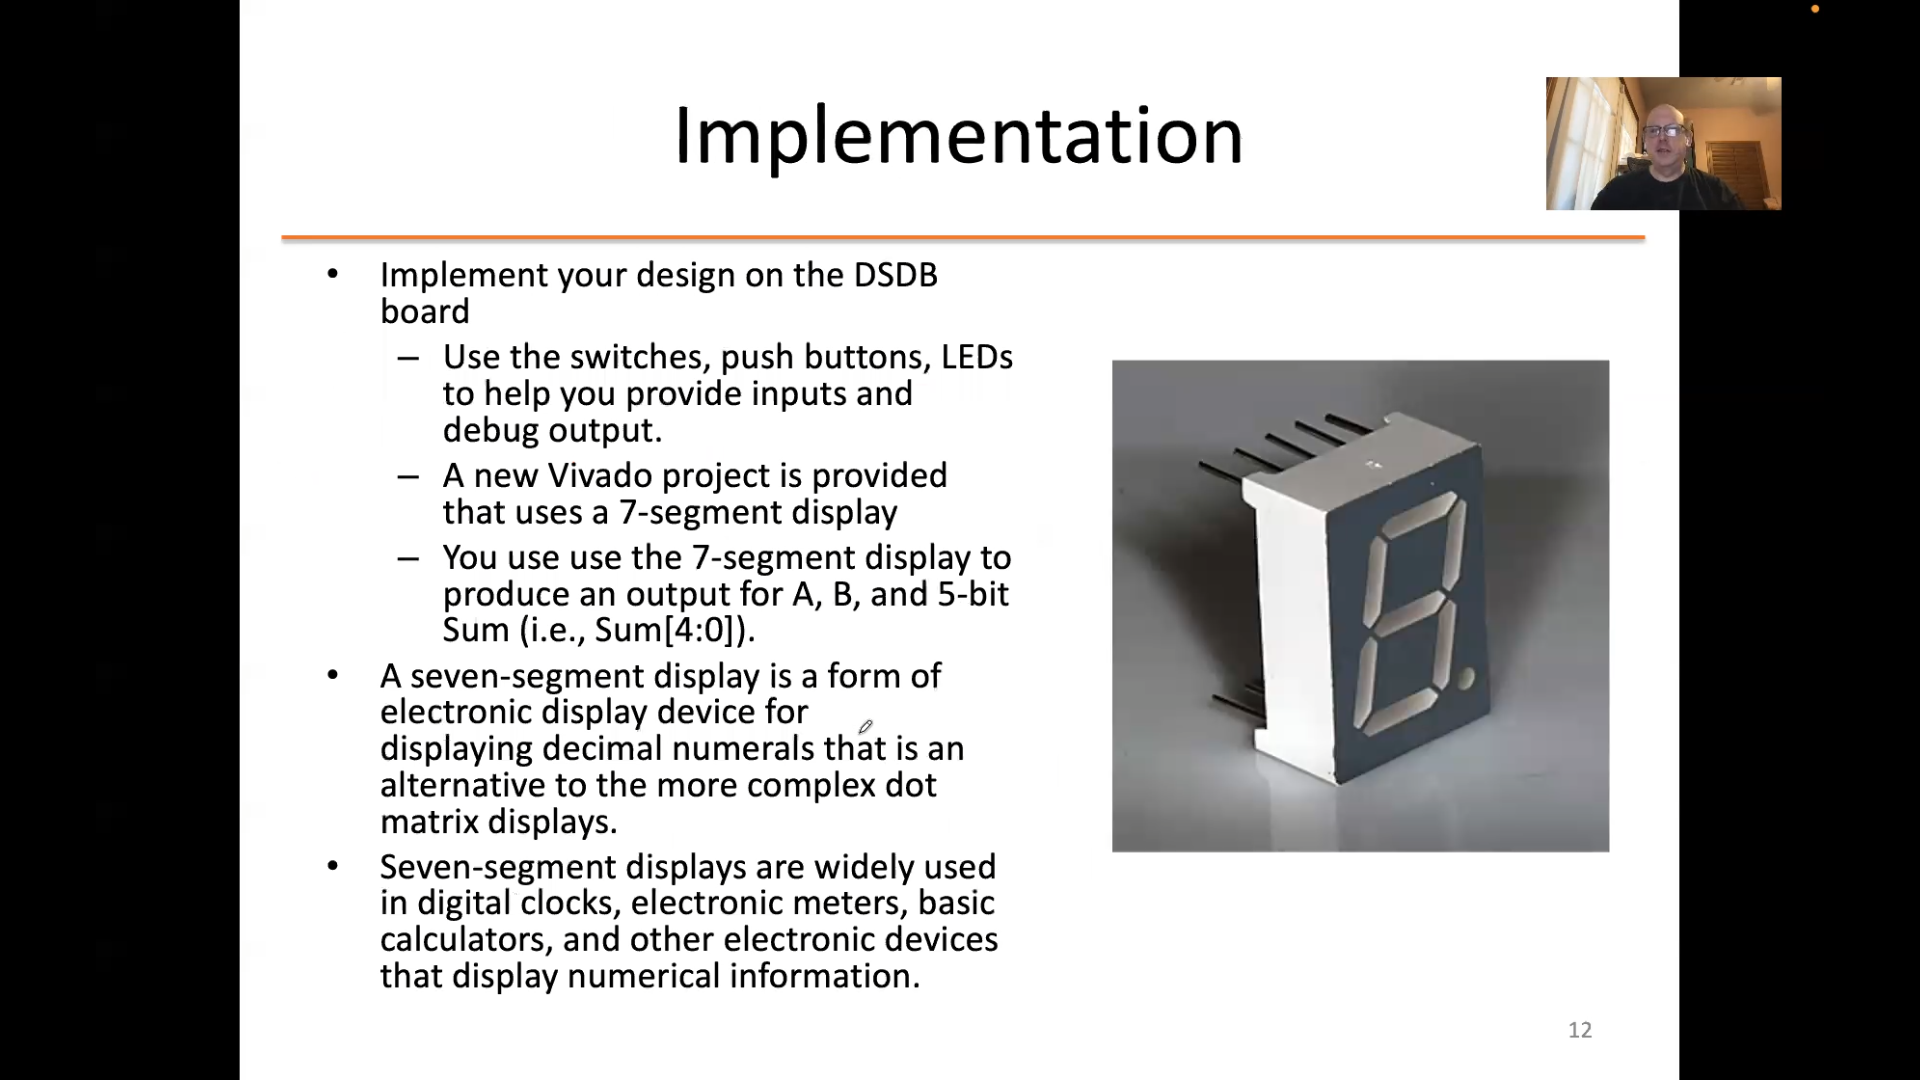 Implementation
• Implement your design on the DSDB
board
– Use the switches, push buttons, LEDs
to help you provide inputs and
debug output.
– A new Vivado project is provided
that uses a 7-segment display
– You use use the 7-segment display to
produce an output for A, B, and 5-bit
Sum (i.e., Sum[4:0]).
• A seven-segment display is a form of
electronic display device for
displaying decimal numerals that is an
alternative to the more complex dot
matrix displays.
• Seven-segment displays are widely used
in digital clocks, electronic meters, basic
calculators, and other electronic devices
that display numerical information.
12